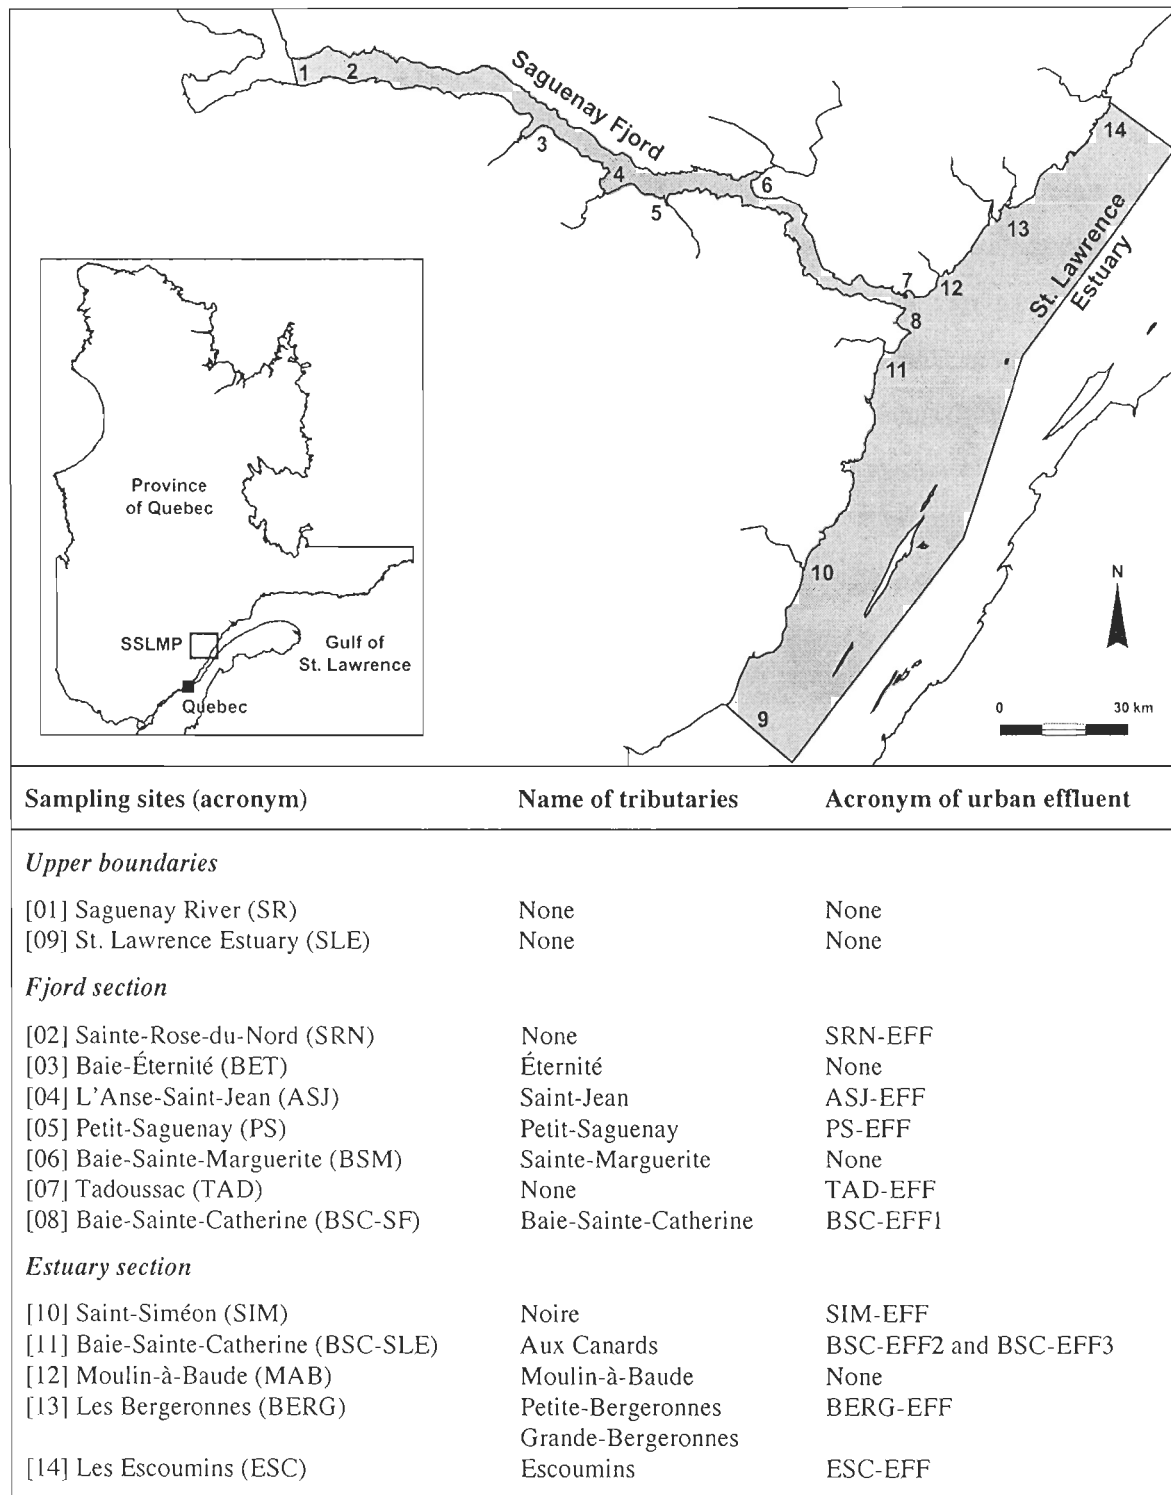 Saguenay Fjord
1
2
3
4
5
6
7
8
9
10
11
12
13
14
St. Lawrence
Estuary
Province
of Quebec
SSLMP
Gulf of
St. Lawrence
Quebec
N
0 30 km
Sampling sites (acronym) Name of tributaries Acronym of urban effluent
Upper boundaries
[01] Saguenay River (SR) None None
[09] St. Lawrence Estuary (SLE) None None
Fjord section
[02] Sainte-Rose-du-Nord (SRN) None SRN-EFF
[03] Baie-Éternité (BET) Éternité None
[04] L'Anse-Saint-Jean (ASJ) Saint-Jean ASJ-EFF
[05] Petit-Saguenay (PS) Petit-Saguenay PS-EFF
[06] Baie-Sainte-Marguerite (BSM) Sainte-Marguerite None
[07] Tadoussac (TAD) None TAD-EFF
[08] Baie-Sainte-Catherine (BSC-SF) Baie-Sainte-Catherine BSC-EFF1
Estuary section
[10] Saint-Siméon (SIM) Noire SIM-EFF
[11] Baie-Sainte-Catherine (BSC-SLE) Aux Canards BSC-EFF2 and BSC-EFF3
[12] Moulin-à-Baude (MAB) Moulin-à-Baude None
[13] Les Bergeronnes (BERG) Petite-Bergeronnes BERG-EFF
Grande-Bergeronnes
[14] Les Escoumins (ESC) Escoumins ESC-EFF